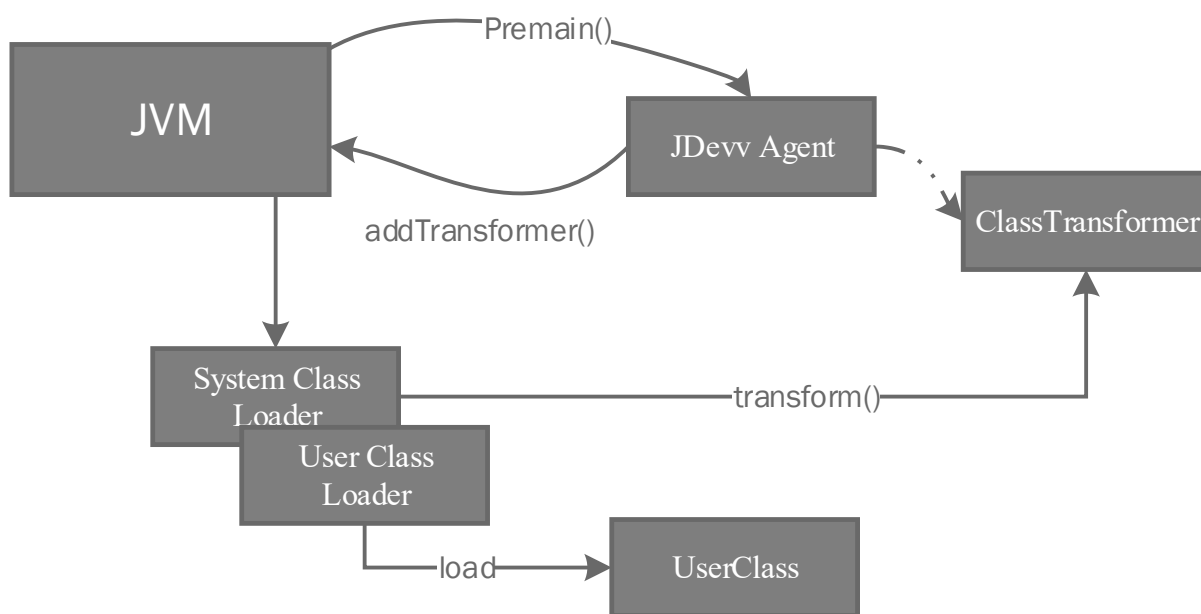 Premain()
JVM
JDevv Agent
ClassTransformer
addTransformer()
System Class
Loader
transform()
User Class
Loader
load
UserClass